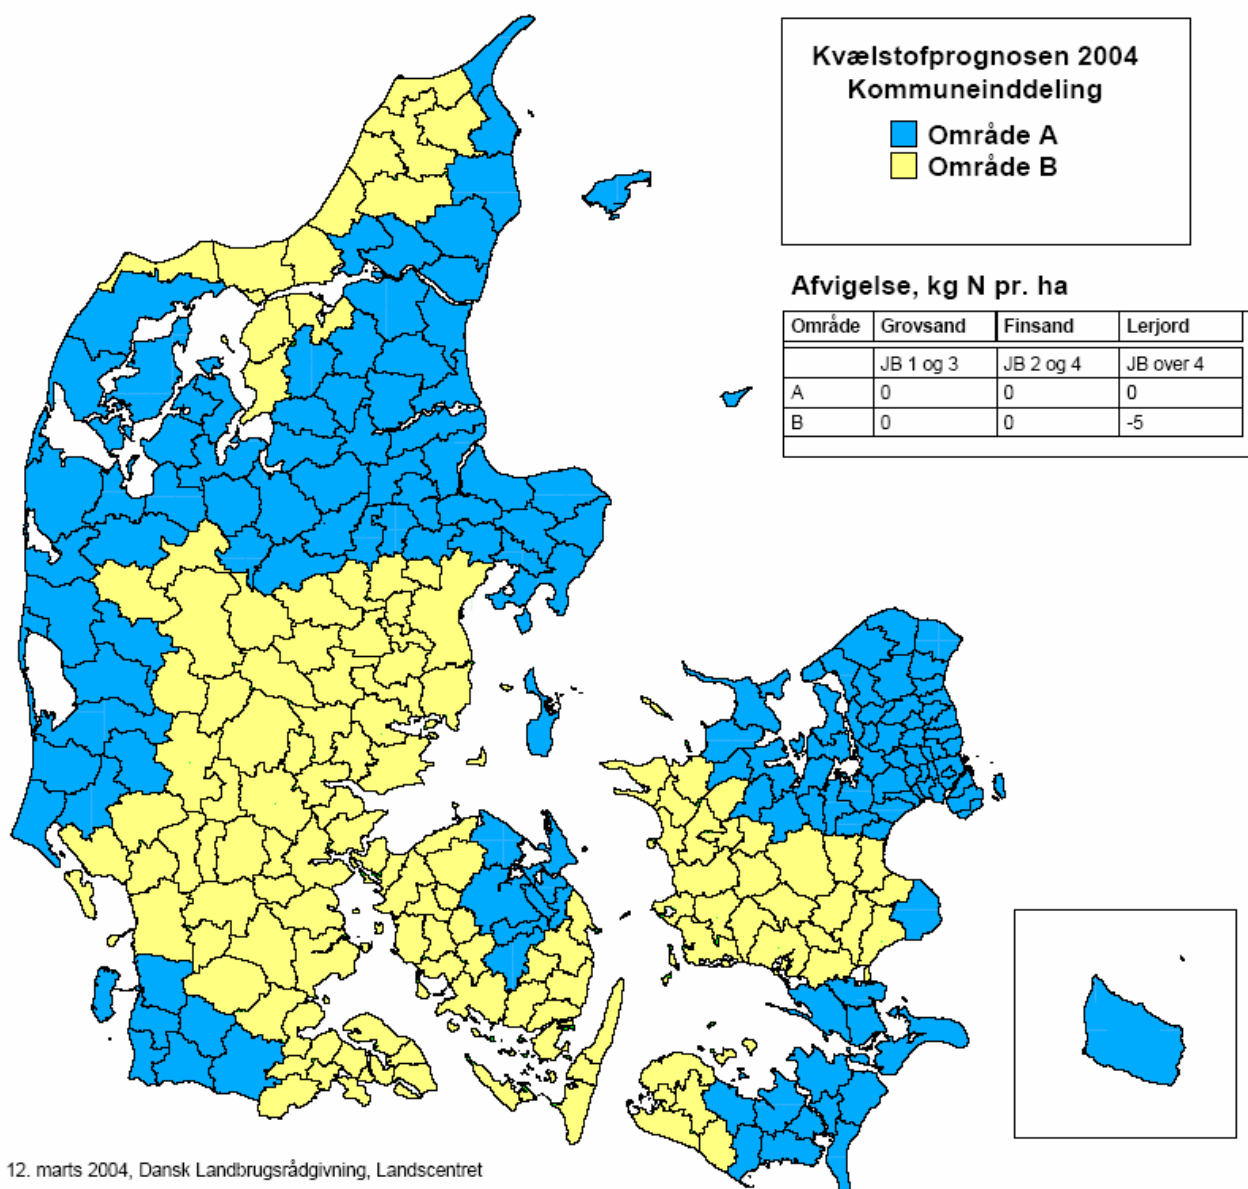 Kvælstofprognosen 2004
Kommuneinddeling
Område A
Område B
Afvigelse, kg N pr. ha
Område Grovsand Finsand Lerjord
JB 1 og 3 JB 2 og 4 JB over 4
A 0 0 0
B 0 0 -5
12. marts 2004, Dansk Landbrugsrådgivning, Landscentret